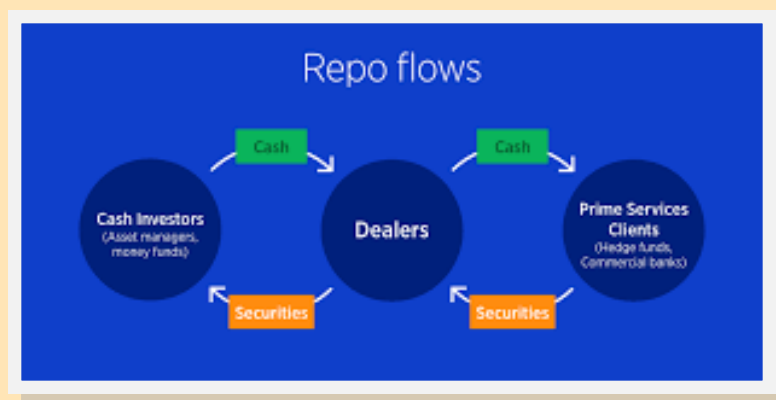 Repo flows
Cash
Cash
Cash Investors
(Asset managers,
money funds)
Dealers
Prime Services
Clients
(Hedge funds,
Commercial banks)
Securities
Securities